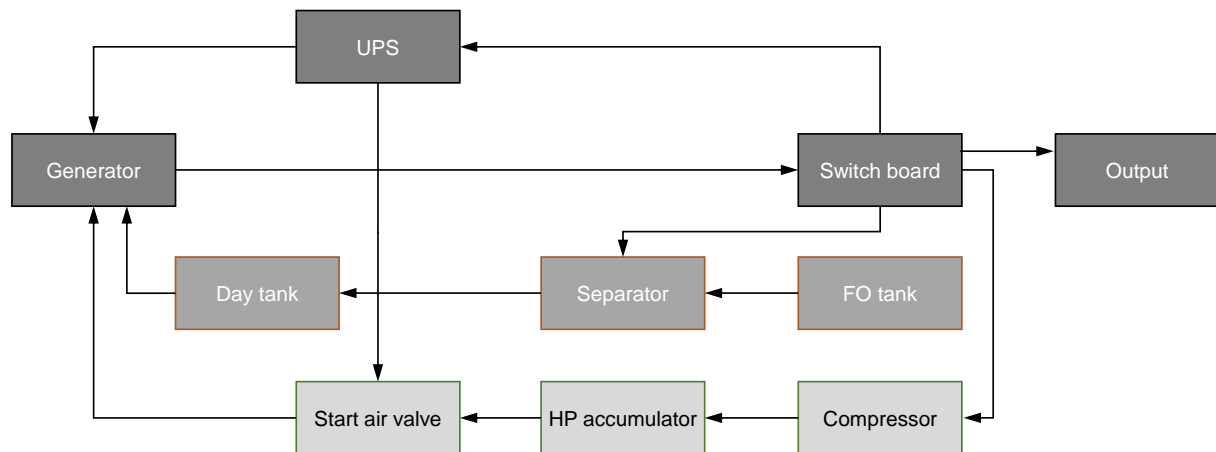 UPS
Generator
Switch board
Output
Day tank
Separator
FO tank
Start air valve
HP accumulator
Compressor